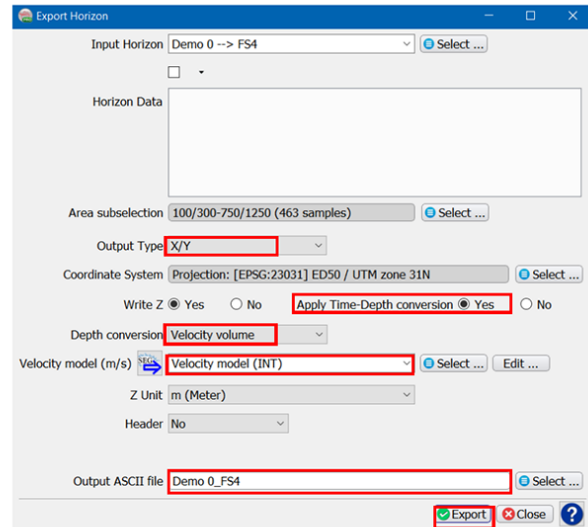 Export Horizon
Input Horizon Demo 0 --> FS4 Select ...
Horizon Data
Area subselection 100/300-750/1250 (463 samples) Select ...
Output Type X/Y
Coordinate System Projection: [EPSG:23031] ED50 / UTM zone 31N Select ...
Write Z Yes No Apply Time-Depth conversion Yes No
Depth conversion Velocity volume
Velocity model (m/s) Velocity model (INT) Select ... Edit ...
Z Unit m (Meter)
Header No
Output ASCII file Demo 0_FS4 Select ...
Export Close ?